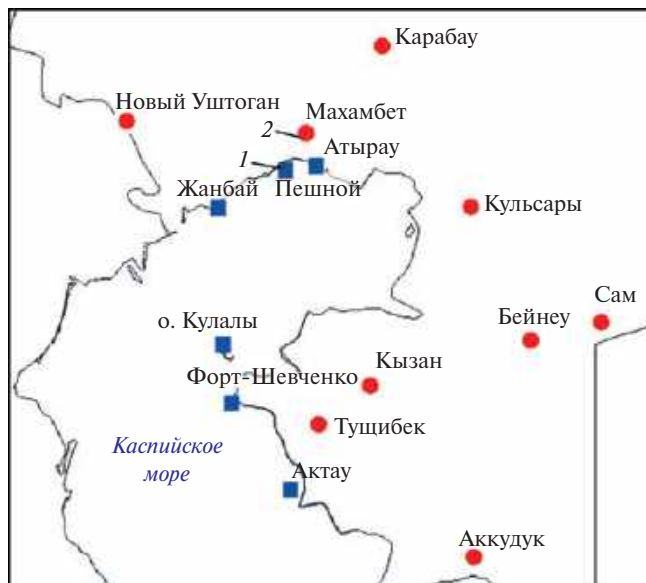 Карабау
Новый Уштоган
Махамбет
2
Атырау
1
Жанбай
Пешной
Кульсары
Сам
о. Кулалы
Бейнеу
Кызан
Форт-Шевченко
Тущибек
Каспийское
море
Актау
Аккудук